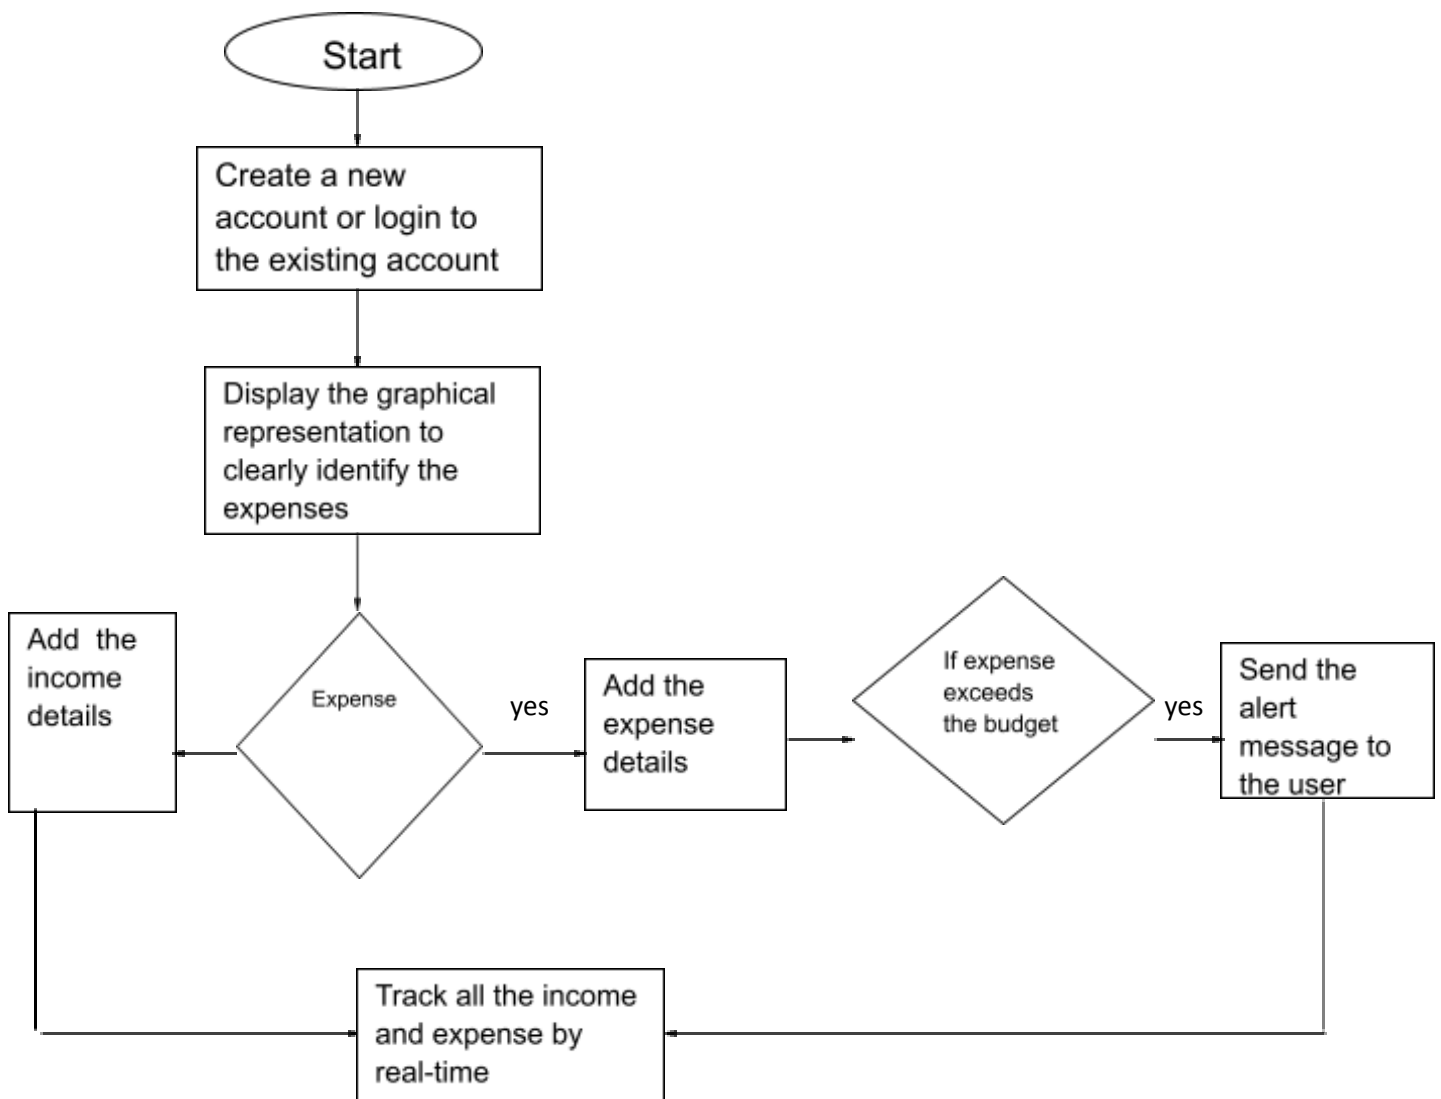 Start
Create a new
account or login to
the existing account
Display the graphical
representation to
clearly identify the
expenses
Add the
income
details
Expense
yes
Add the
expense
details
If expense
exceeds
the budget
yes
Send the
alert
message to
the user
Track all the income
and expense by
real-time